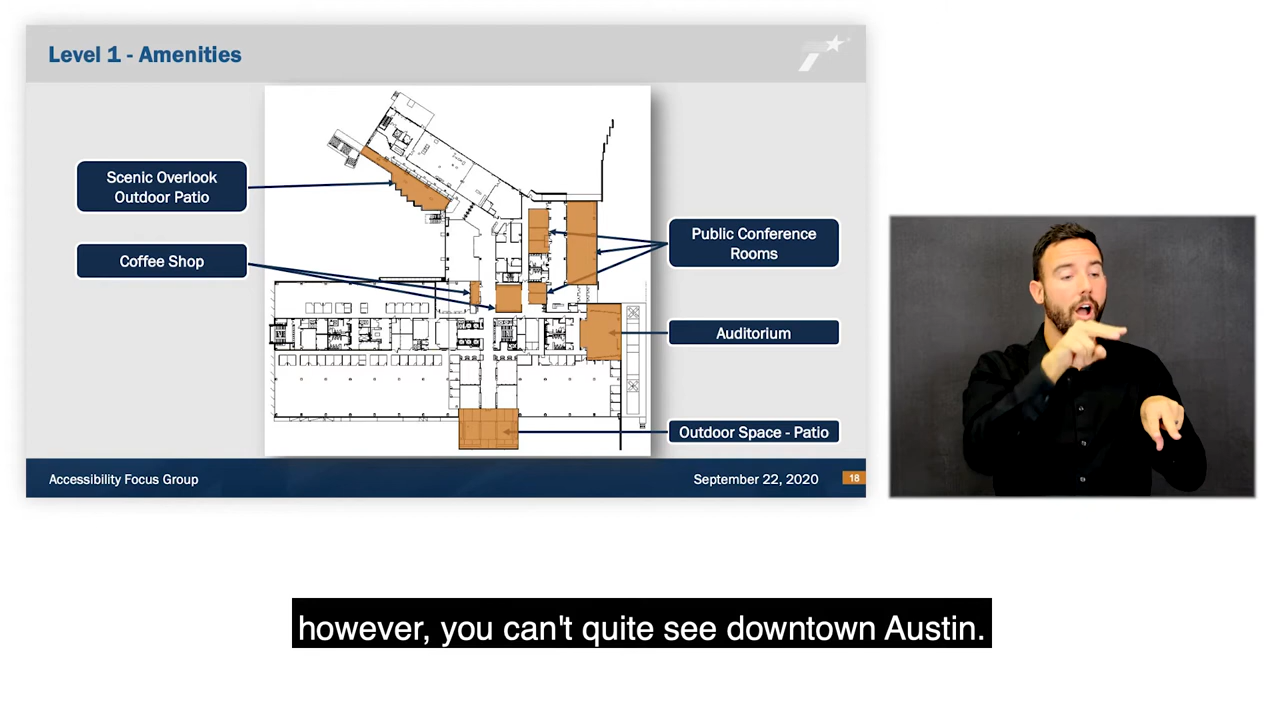 Level 1 - Amenities
Scenic Overlook
Outdoor Patio
Coffee Shop
Public Conference
Rooms
Auditorium
Outdoor Space - Patio
Accessibility Focus Group
September 22, 2020
18
however, you can't quite see downtown Austin.